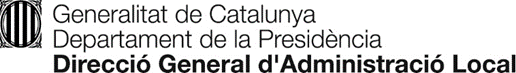 Generalitat de Catalunya
Departament de la Presidència
Direcció General d'Administració Local